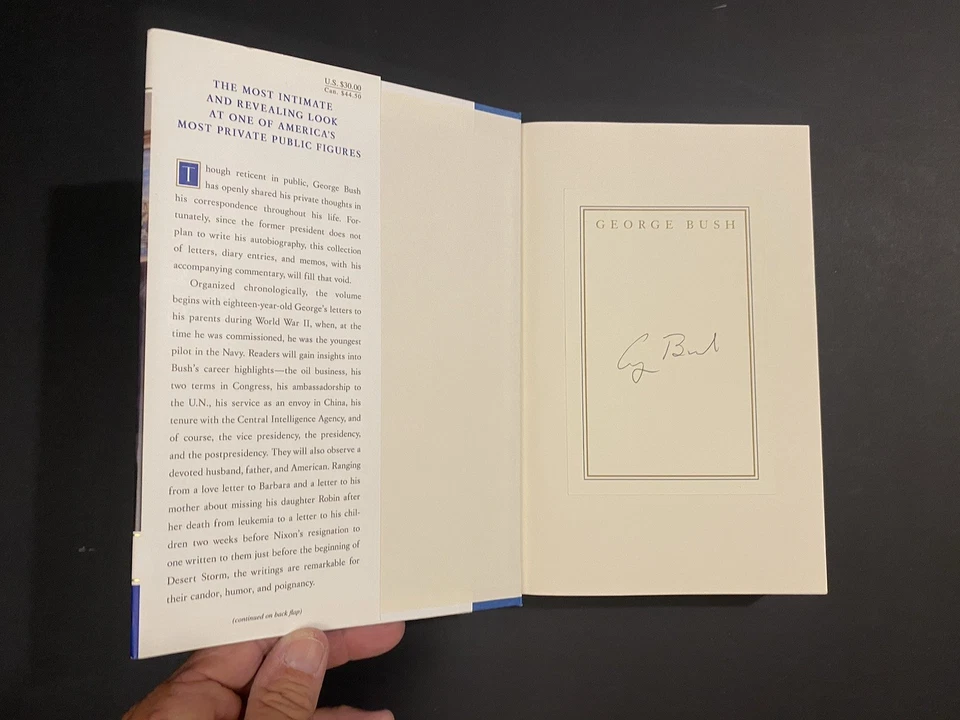 U.S. $30.00
Can. $44.50
THE MOST INTIMATE
AND REVEALING LOOK
AT ONE OF AMERICA'S
MOST PRIVATE PUBLIC FIGURES
Though reticent in public, George Bush
has openly shared his private thoughts in
his correspondence throughout his life. For-
tunately, since the former president does not
plan to write his autobiography, this collection
of letters, diary entries, and memos, with his
accompanying commentary, will fill that void.
Organized chronologically, the volume
begins with eighteen-year-old George's letters to
his parents during World War II, when, at the
time he was commissioned, he was the youngest
pilot in the Navy. Readers will gain insights into
Bush's career highlights—the oil business, his
two terms in Congress, his ambassadorship to
the U.N., his service as an envoy in China, his
tenure with the Central Intelligence Agency, and
of course, the vice presidency, the presidency,
and the postpresidency. They will also observe a
devoted husband, father, and American. Ranging
from a love letter to Barbara and a letter to his
mother about missing his daughter Robin after
her death from leukemia to a letter to his chil-
dren two weeks before Nixon's resignation to
one written to them just before the beginning of
Desert Storm, the writings are remarkable for
their candor, humor, and poignancy.
(continued on back flap)
GEORGE BUSH
G Bush